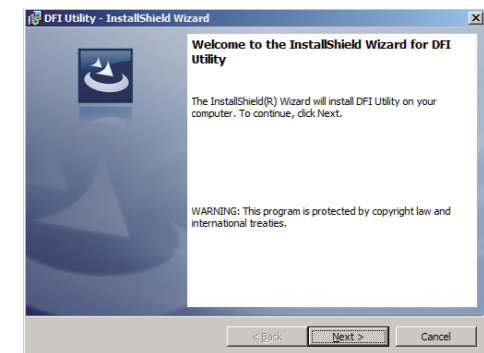 DFI Utility - InstallShield Wizard
Welcome to the InstallShield Wizard for DFI
Utility
The InstallShield(R) Wizard will install DFI Utility on your
computer. To continue, click Next.
WARNING: This program is protected by copyright law and
international treaties.
< Back Next > Cancel